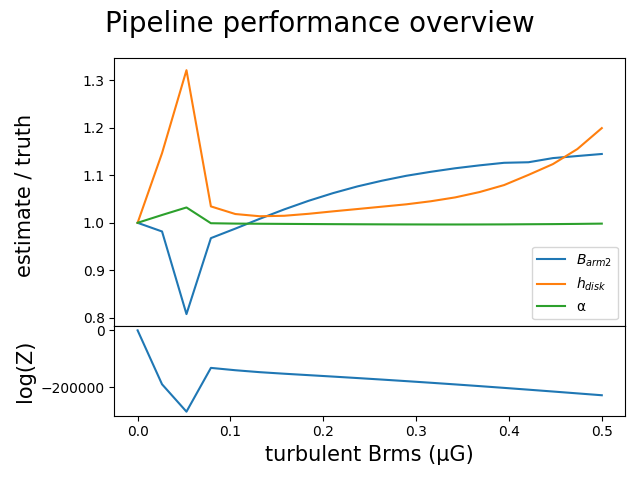 Pipeline performance overview
estimate / truth
1.3
1.2
1.1
1.0
0.9
0.8
B_arm2
h_disk
α
log(Z)
0
−200000
0.0 0.1 0.2 0.3 0.4 0.5
turbulent Brms (μG)